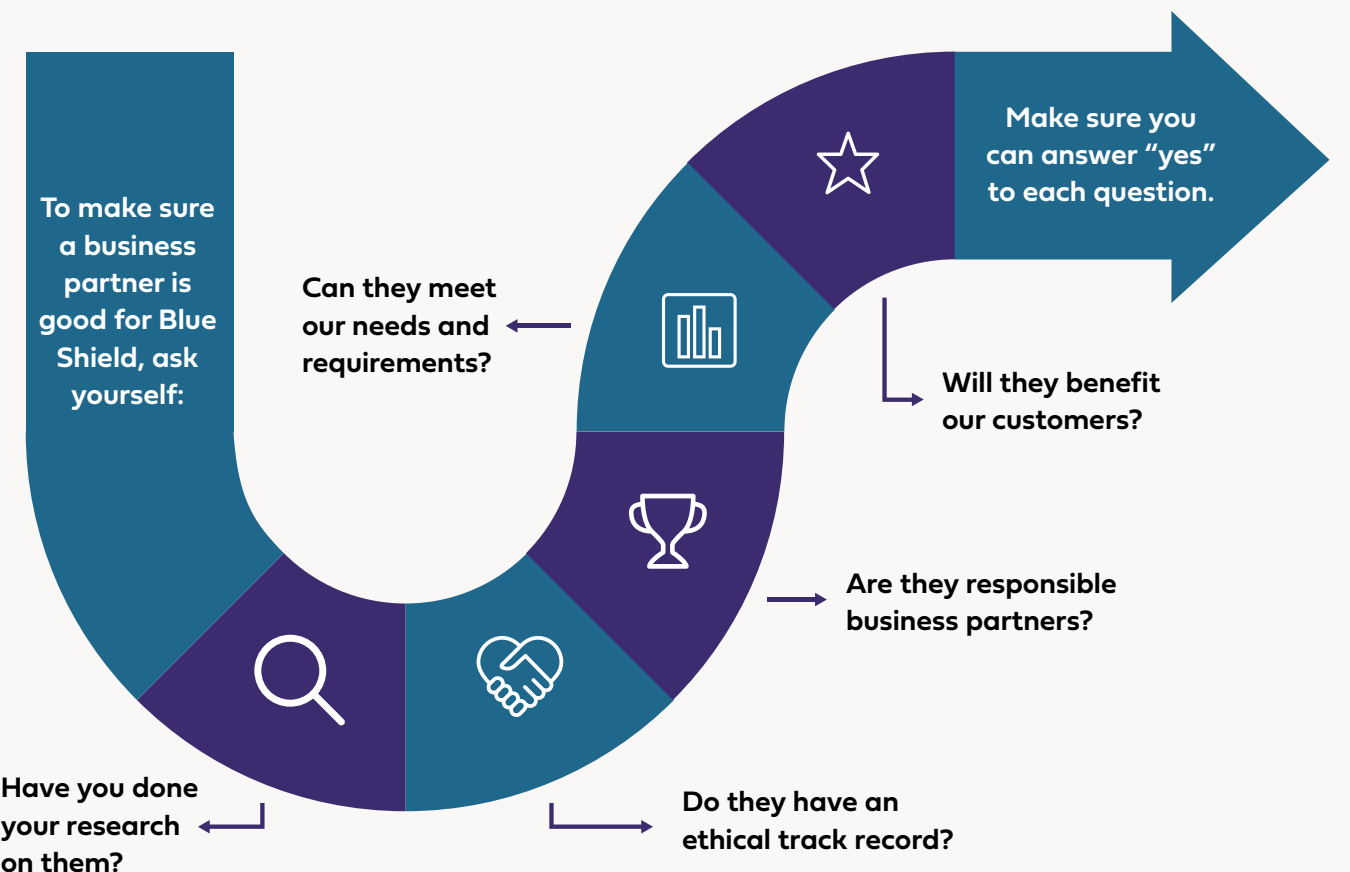 To make sure
a business
partner is
good for Blue
Shield, ask
yourself:
Have you done
your research
on them?
Do they have an
ethical track record?
Are they responsible
business partners?
Can they meet
our needs and
requirements?
Will they benefit
our customers?
Make sure you
can answer “yes”
to each question.